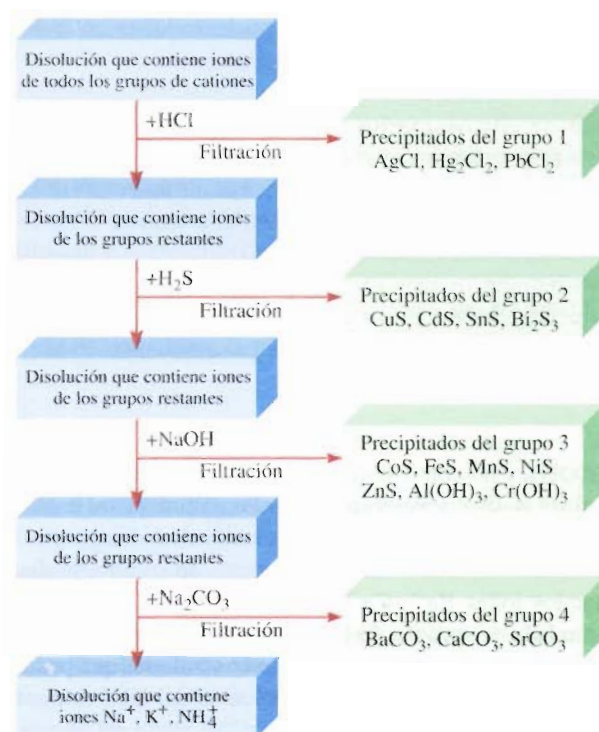 Disolución que contiene iones
de todos los grupos de cationes
+HCl
Filtración
Precipitados del grupo 1
AgCl, Hg₂Cl₂, PbCl₂
Disolución que contiene iones
de los grupos restantes
+H₂S
Filtración
Precipitados del grupo 2
CuS, CdS, SnS, Bi₂S₃
Disolución que contiene iones
de los grupos restantes
+NaOH
Filtración
Precipitados del grupo 3
CoS, FeS, MnS, NiS
ZnS, Al(OH)₃, Cr(OH)₃
Disolución que contiene iones
de los grupos restantes
+Na₂CO₃
Filtración
Precipitados del grupo 4
BaCO₃, CaCO₃, SrCO₃
Disolución que contiene
iones Na⁺, K⁺, NH₄⁺